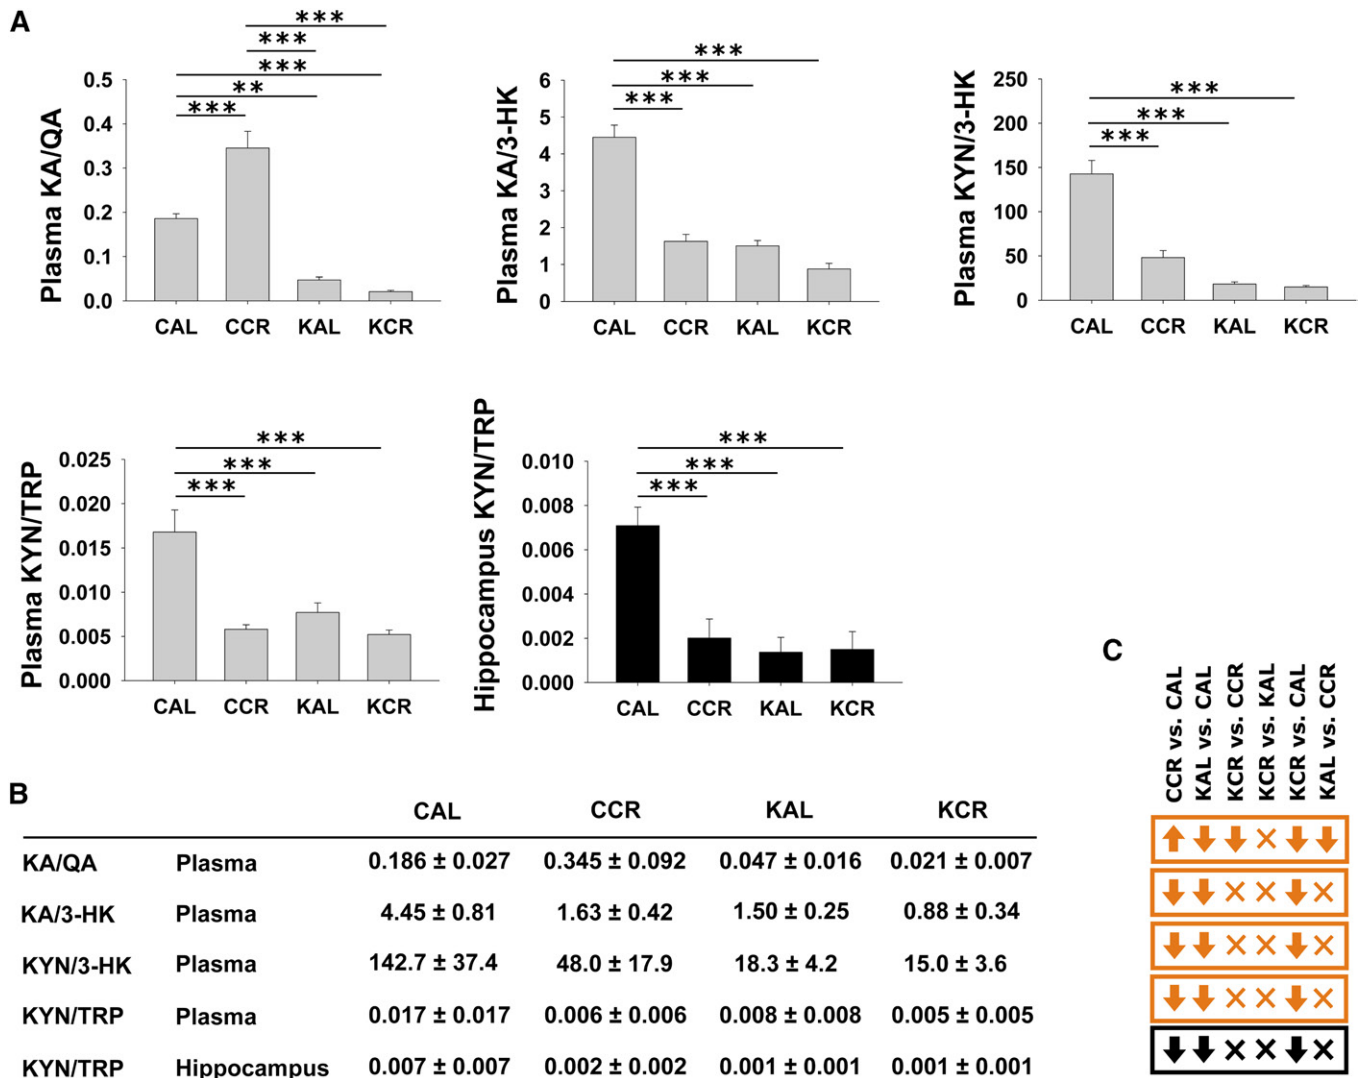 A
***
***
***
**
***
0.5
0.4
0.3
0.2
0.1
0.0
Plasma KA/QA
CAL CCR KAL KCR
***
***
***
6
5
4
3
2
1
0
Plasma KA/3-HK
CAL CCR KAL KCR
***
***
***
250
200
150
100
50
0
Plasma KYN/3-HK
CAL CCR KAL KCR
***
***
***
0.025
0.020
0.015
0.010
0.005
0.000
Plasma KYN/TRP
CAL CCR KAL KCR
***
***
***
0.010
0.008
0.006
0.004
0.002
0.000
Hippocampus KYN/TRP
CAL CCR KAL KCR
B
CAL CCR KAL KCR
KA/QA Plasma 0.186 ± 0.027 0.345 ± 0.092 0.047 ± 0.016 0.021 ± 0.007
KA/3-HK Plasma 4.45 ± 0.81 1.63 ± 0.42 1.50 ± 0.25 0.88 ± 0.34
KYN/3-HK Plasma 142.7 ± 37.4 48.0 ± 17.9 18.3 ± 4.2 15.0 ± 3.6
KYN/TRP Plasma 0.017 ± 0.017 0.006 ± 0.006 0.008 ± 0.008 0.005 ± 0.005
KYN/TRP Hippocampus 0.007 ± 0.007 0.002 ± 0.002 0.001 ± 0.001 0.001 ± 0.001
C
CCR vs. CAL
KAL vs. CAL
KCR vs. CCR
KCR vs. KAL
KCR vs. CAL
KAL vs. CCR